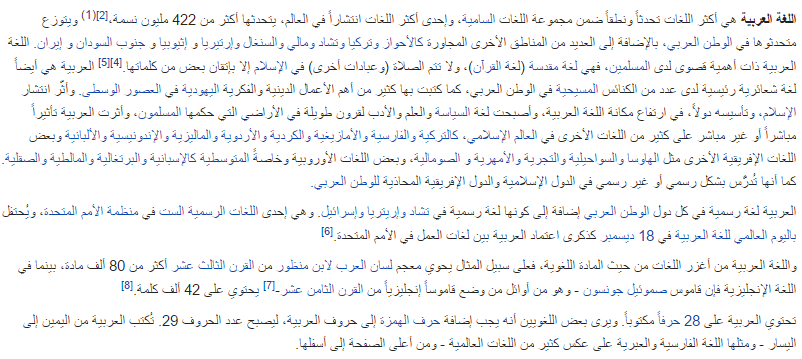 اللغة العربية هي أكثر اللغات تحدثاً ونطقاً ضمن مجموعة اللغات السامية، وإحدى أكثر اللغات انتشاراً في العالم، يتحدثها أكثر من 422 مليون نسمة،[2](1) ويتوزع
متحدثوها في الوطن العربي، بالإضافة إلى العديد من المناطق الأخرى المجاورة كالأحواز وتركيا وتشاد ومالي والسنغال وإرتيريا و إثيوبيا و جنوب السودان و إيران. اللغة
العربية ذات أهمية قصوى لدى المسلمين، فهي لغة مقدسة (لغة القرآن)، ولا تتم الصلاة (وعبادات أخرى) في الإسلام إلا بإتقان بعض من كلماتها.[4][5] العربية هي أيضاً
لغة شعائرية رئيسية لدى عدد من الكنائس المسيحية في الوطن العربي، كما كتبت بها كثير من أهم الأعمال الدينية والفكرية اليهودية في العصور الوسطى. وأثّر انتشار
الإسلام، وتأسيسه دولاً، في ارتفاع مكانة اللغة العربية، وأصبحت لغة السياسة والعلم والأدب لقرون طويلة في الأراضي التي حكمها المسلمون، وأثرت العربية تأثيراً
مباشراً أو غير مباشر على كثير من اللغات الأخرى في العالم الإسلامي، كالتركية والفارسية والأمازيغية والكردية والأردوية والماليزية والإندونيسية والألبانية وبعض
اللغات الإفريقية الأخرى مثل الهاوسا والسواحيلية والتجرية والأمهرية و الصومالية، وبعض اللغات الأوروبية وخاصةً المتوسطية كالإسبانية والبرتغالية والمالطية والصقلية.
كما أنها تُدرَّس بشكل رسمي أو غير رسمي في الدول الإسلامية والدول الإفريقية المحاذية للوطن العربي.
العربية لغة رسمية في كل دول الوطن العربي إضافة إلى كونها لغة رسمية في تشاد وإريتريا وإسرائيل. وهي إحدى اللغات الرسمية الست في منظمة الأمم المتحدة، ويُحتفل
باليوم العالمي للغة العربية في 18 ديسمبر كذكرى اعتماد العربية بين لغات العمل في الأمم المتحدة.[6]
واللغة العربية من أغزر اللغات من حيث المادة اللغوية، فعلى سبيل المثال يحوي معجم لسان العرب لابن منظور من القرن الثالث عشر أكثر من 80 ألف مادة، بينما في
اللغة الإنجليزية فإن قاموس صموئيل جونسون - وهو من أوائل من وضع قاموساً إنجليزياً من القرن الثامن عشر-[7] يحتوي على 42 ألف كلمة.[8]
تحتوي العربية على 28 حرفاً مكتوباً. ويرى بعض اللغويين أنه يجب إضافة حرف الهمزة إلى حروف العربية، ليصبح عدد الحروف 29. تُكتب العربية من اليمين إلى
اليسار - ومثلها اللغة الفارسية والعبرية على عكس كثير من اللغات العالمية - ومن أعلى الصفحة إلى أسفلها.